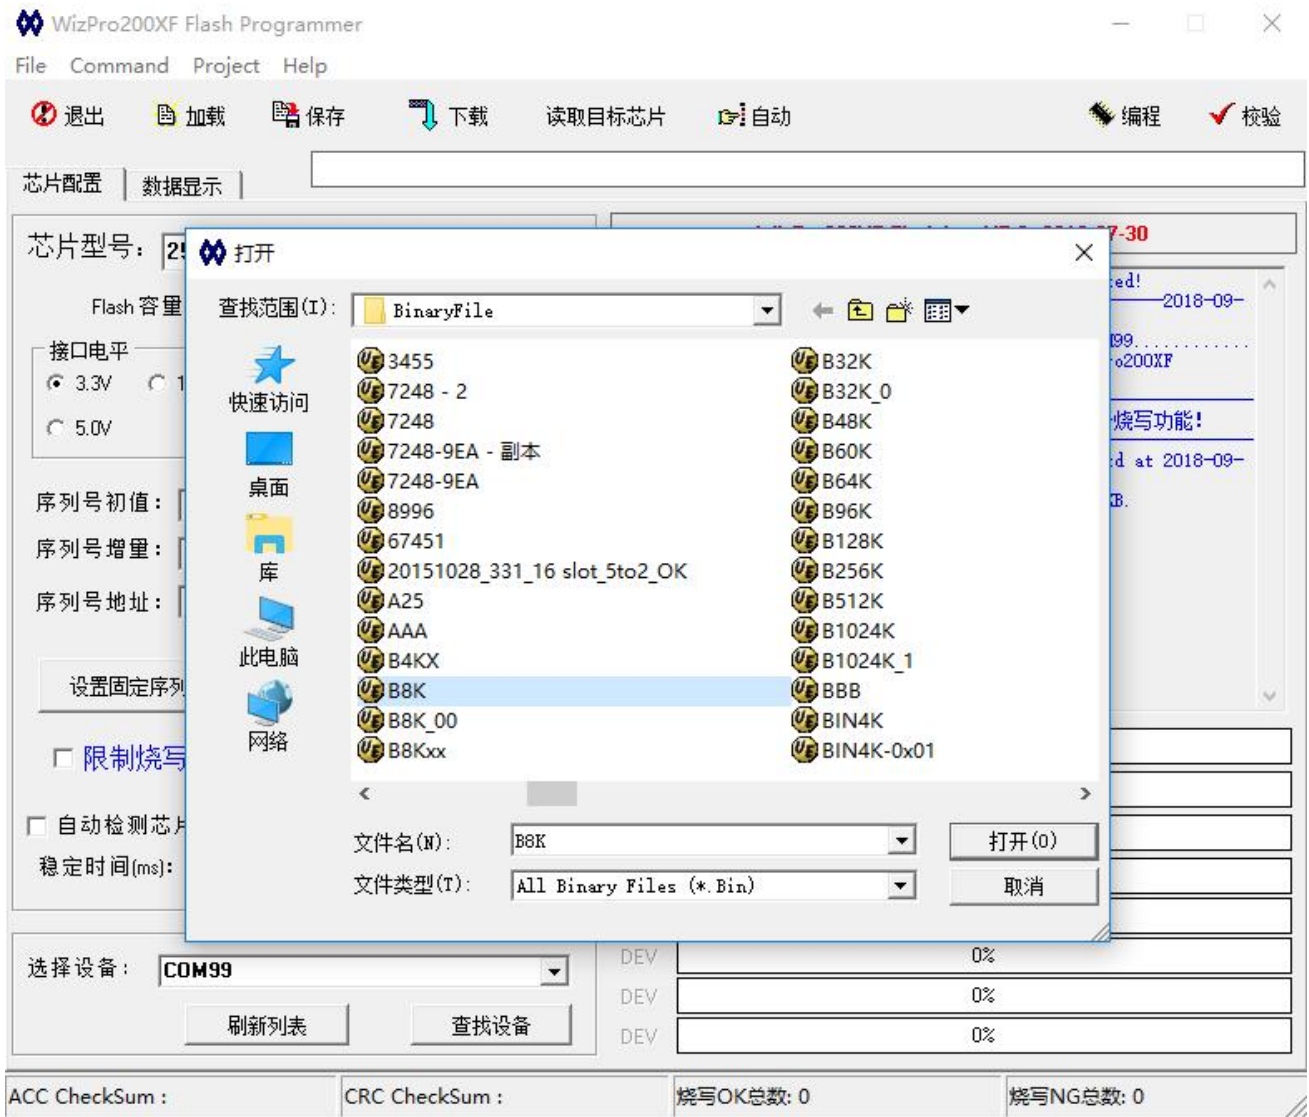 WizPro200XF Flash Programmer
File Command Project Help
退出 加载 保存 下载 读取目标芯片 自动 编程 校验
芯片配置 数据显示
7-30
芯片型号:
打开
Flash 容量
查找范围(I): BinaryFile
2018-09-
接口电平
3.3V
o200XF
5.0V
烧写功能!
d at 2018-09-
序列号初值:
序列号增量:
序列号地址:
设置固定序列
限制烧写
自动检测芯片
稳定时间(ms):
快速访问
桌面
库
此电脑
网络
3455
7248 - 2
7248
7248-9EA - 副本
7248-9EA
8996
67451
20151028_331_16 slot_5to2_OK
A25
AAA
B4KX
B8K
B8K_00
B8Kxx
B32K
B32K_0
B48K
B60K
B64K
B96K
B128K
B256K
B512K
B1024K
B1024K_1
BBB
BIN4K
BIN4K-0x01
文件名(N): B8K 打开(O)
文件类型(T): All Binary Files (*.Bin) 取消
选择设备: COM99
刷新列表 查找设备
DEV 0%
DEV 0%
DEV 0%
ACC CheckSum : CRC CheckSum : 烧写OK总数: 0 烧写NG总数: 0